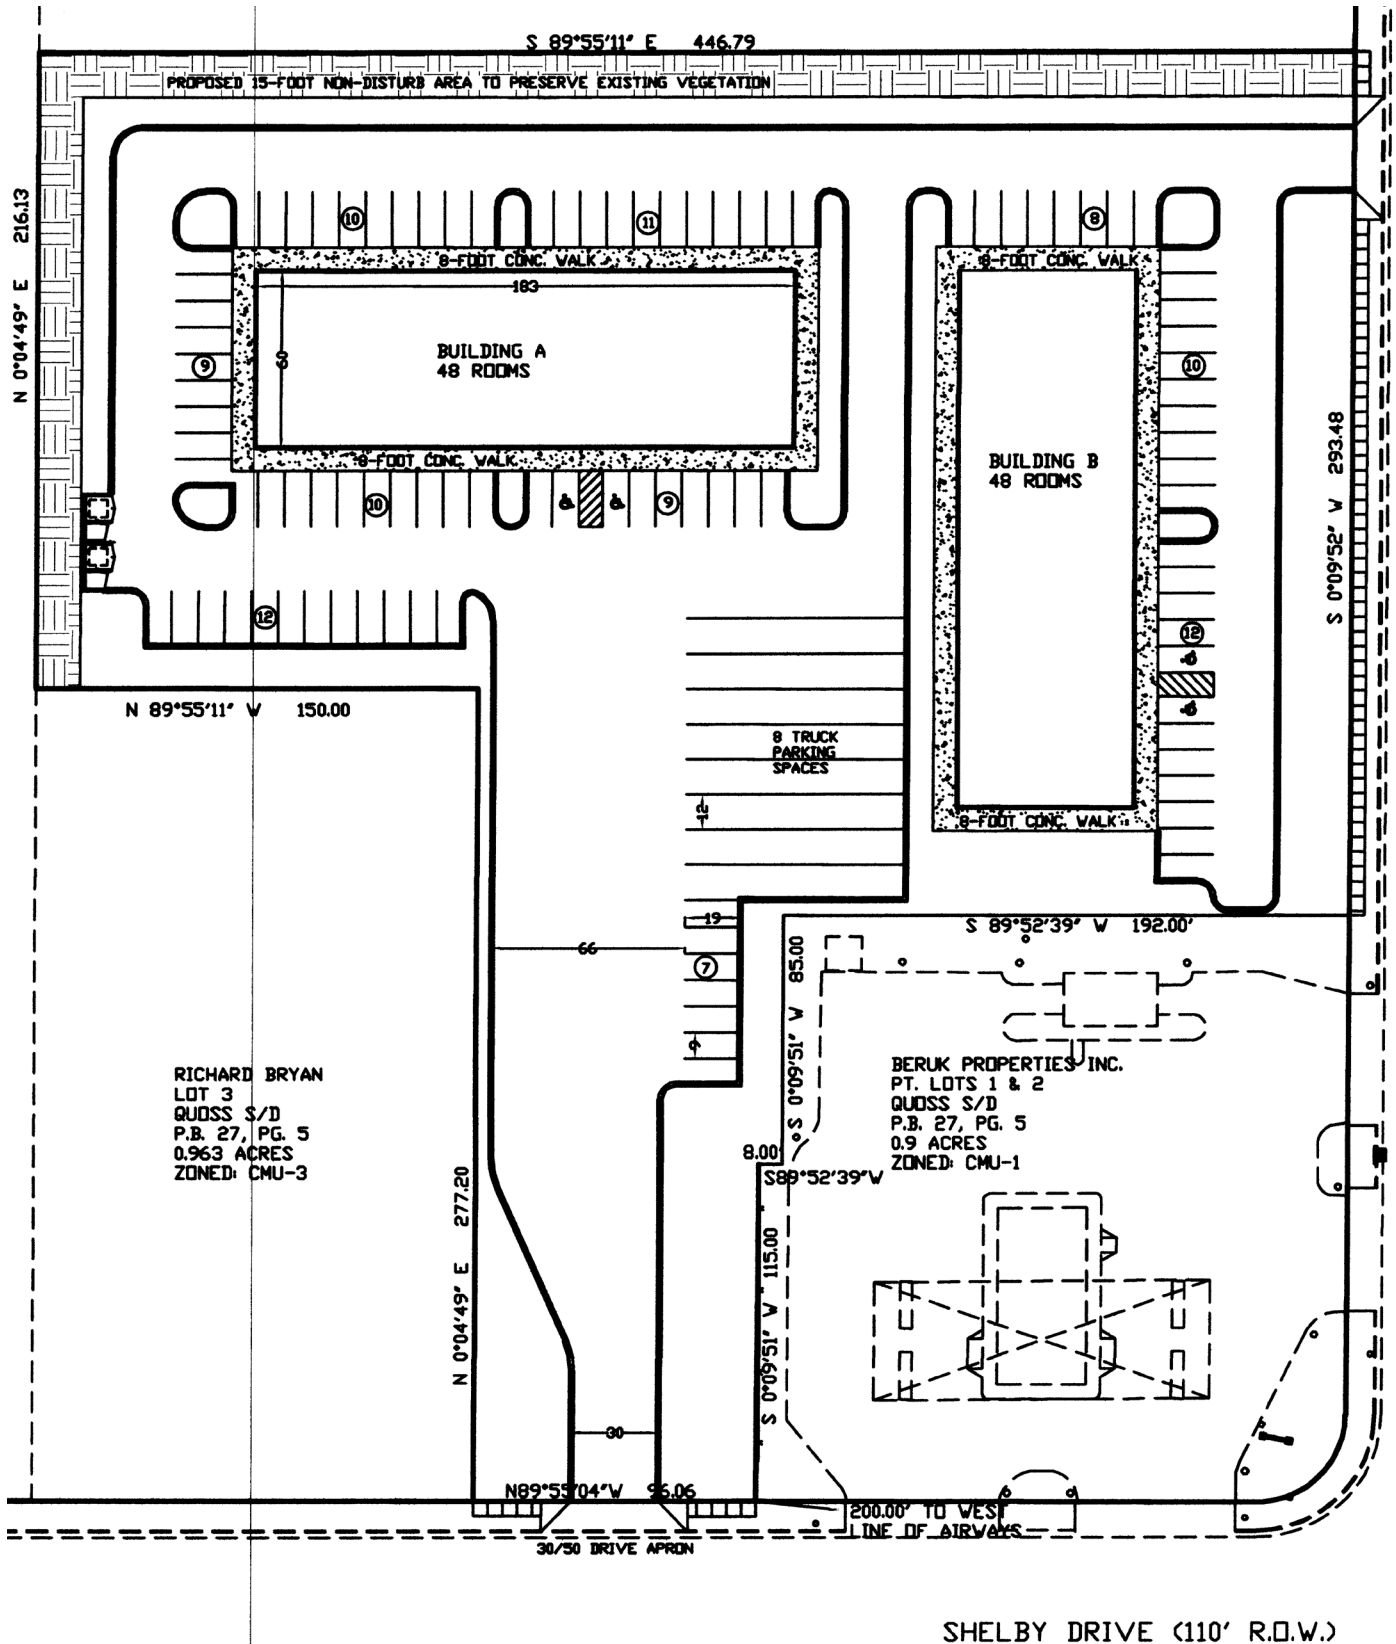 S 89°55'11" E 446.79
PROPOSED 15-FOOT NON-DISTURB AREA TO PRESERVE EXISTING VEGETATION
N 0°04'49" E 216.13
10
11
8
8-FOOT CONC. WALK
8-FOOT CONC. WALK
183
60
BUILDING A
48 ROOMS
9
10
8-FOOT CONC. WALK
10
9
BUILDING B
48 ROOMS
S 0°09'52" W 293.48
12
12
N 89°55'11" W 150.00
8 TRUCK
PARKING
SPACES
12
8-FOOT CONC. WALK
19
66
7
9
S 89°52'39" W 192.00'
S 0°09'51" W 85.00
RICHARD BRYAN
LOT 3
QUOSS S/D
P.B. 27, PG. 5
0.963 ACRES
ZONED: CMU-3
BERUK PROPERTIES INC.
PT. LOTS 1 & 2
QUOSS S/D
P.B. 27, PG. 5
0.9 ACRES
ZONED: CMU-1
8.00'
S89°52'39"W
N 0°04'49" E 277.20
S 0°09'51" W 115.00
30
N89°55'04"W 96.06
200.00' TO WEST
LINE OF AIRWAYS
30/50 DRIVE APRON
SHELBY DRIVE (110' R.O.W.)